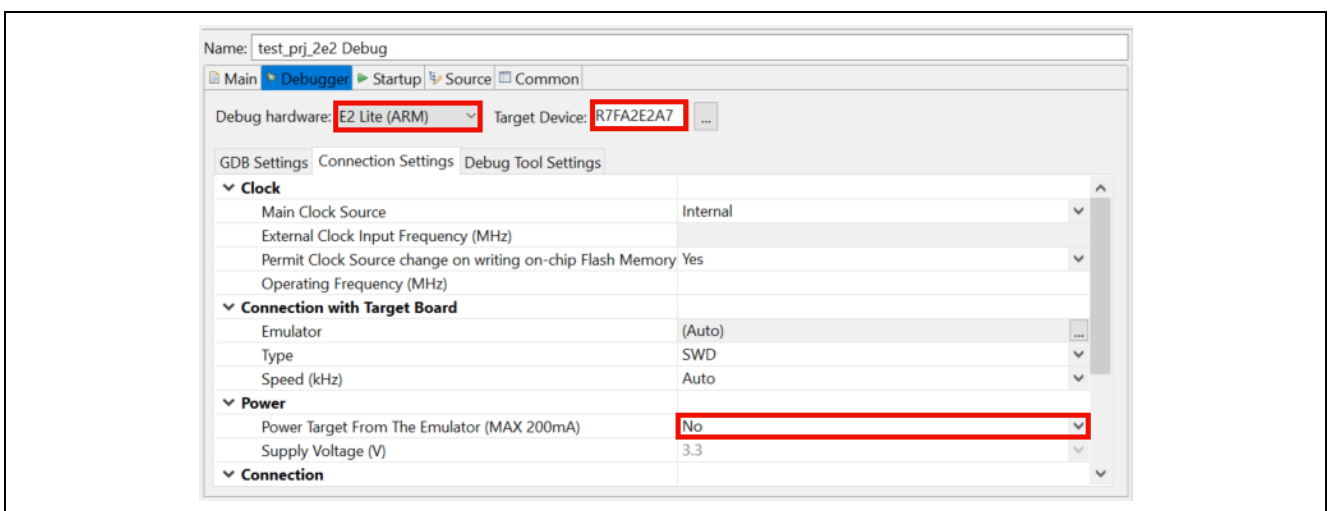 Name: test_prj_2e2 Debug
Main Debugger Startup Source Common
Debug hardware: E2 Lite (ARM) Target Device: R7FA2E2A7 ...
GDB Settings Connection Settings Debug Tool Settings
Clock
Main Clock Source Internal
External Clock Input Frequency (MHz)
Permit Clock Source change on writing on-chip Flash Memory Yes
Operating Frequency (MHz)
Connection with Target Board
Emulator (Auto) ...
Type SWD
Speed (kHz) Auto
Power
Power Target From The Emulator (MAX 200mA) No
Supply Voltage (V) 3.3
Connection